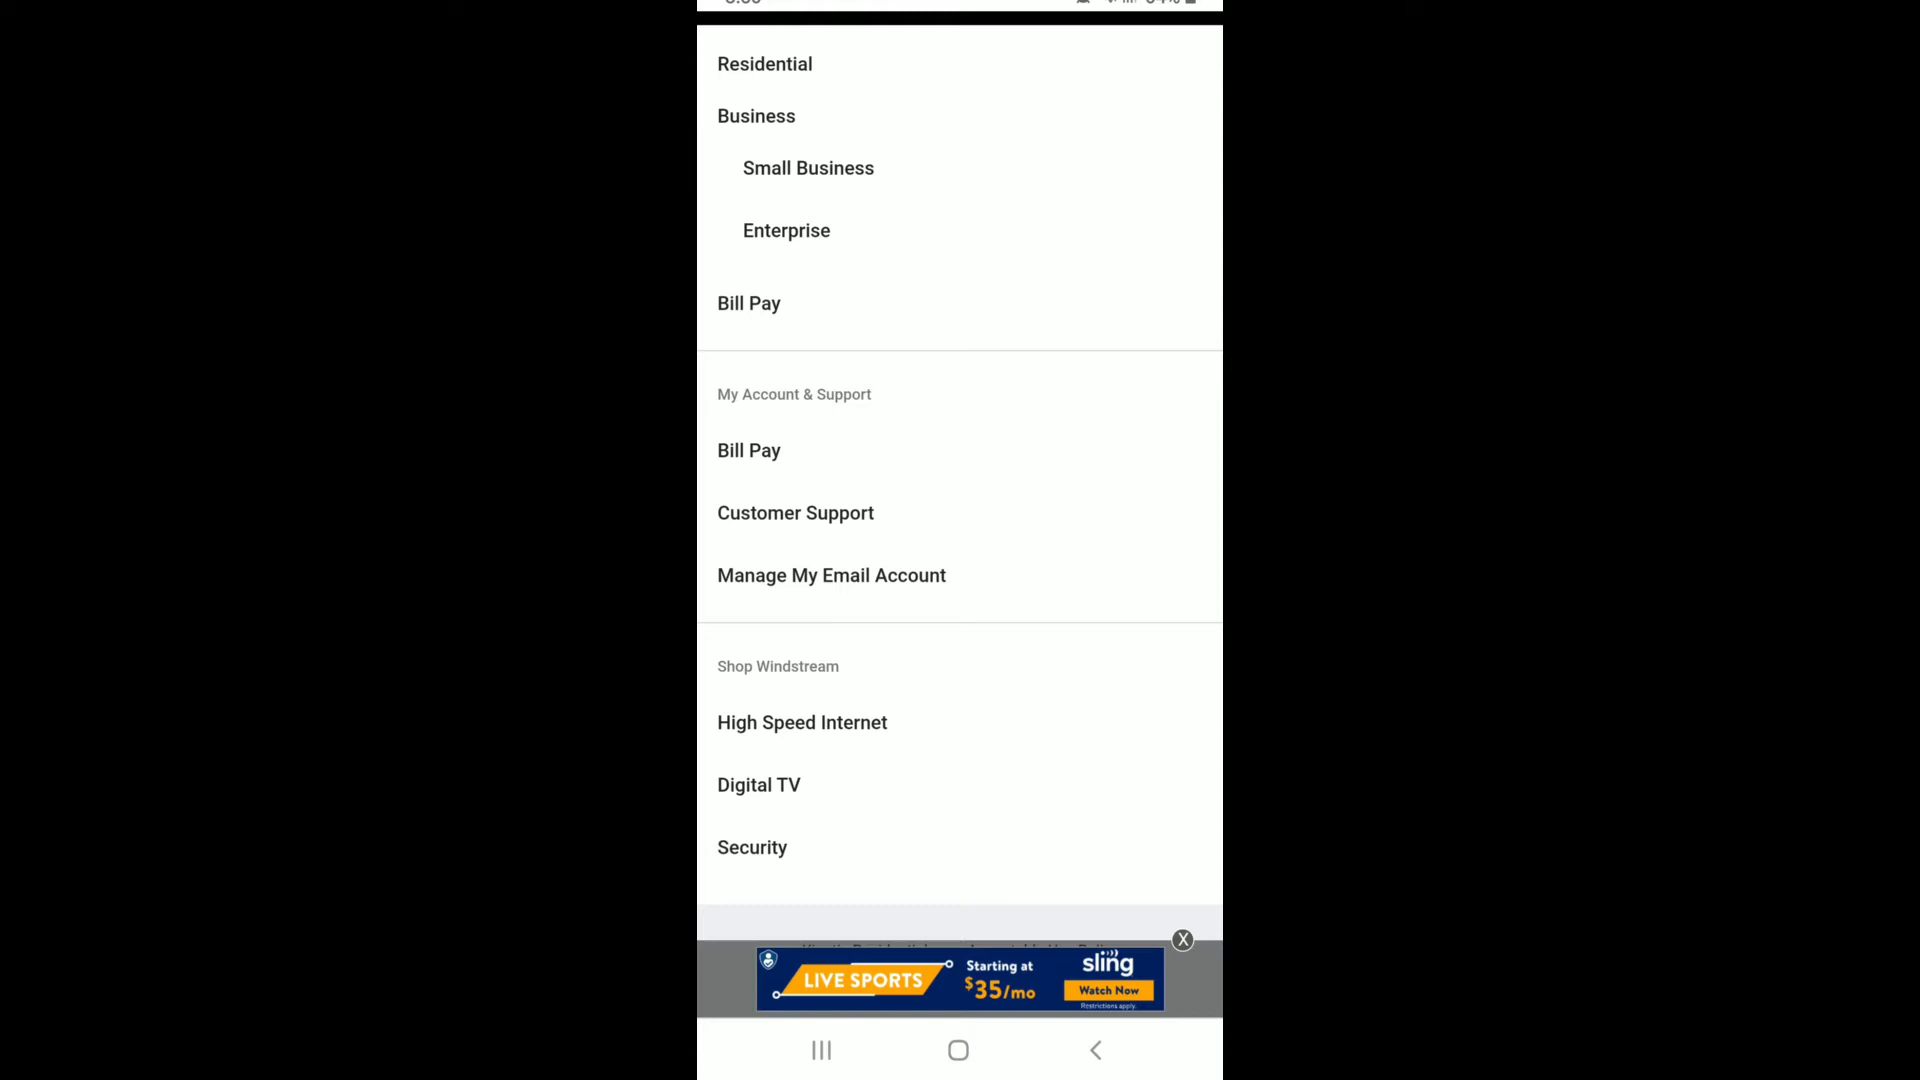 Residential
Business
Small Business
Enterprise
Bill Pay
My Account & Support
Bill Pay
Customer Support
Manage My Email Account
Shop Windstream
High Speed Internet
Digital TV
Security
X
LIVE SPORTS
Starting at
$35/mo
sling
Watch Now
Restrictions apply.